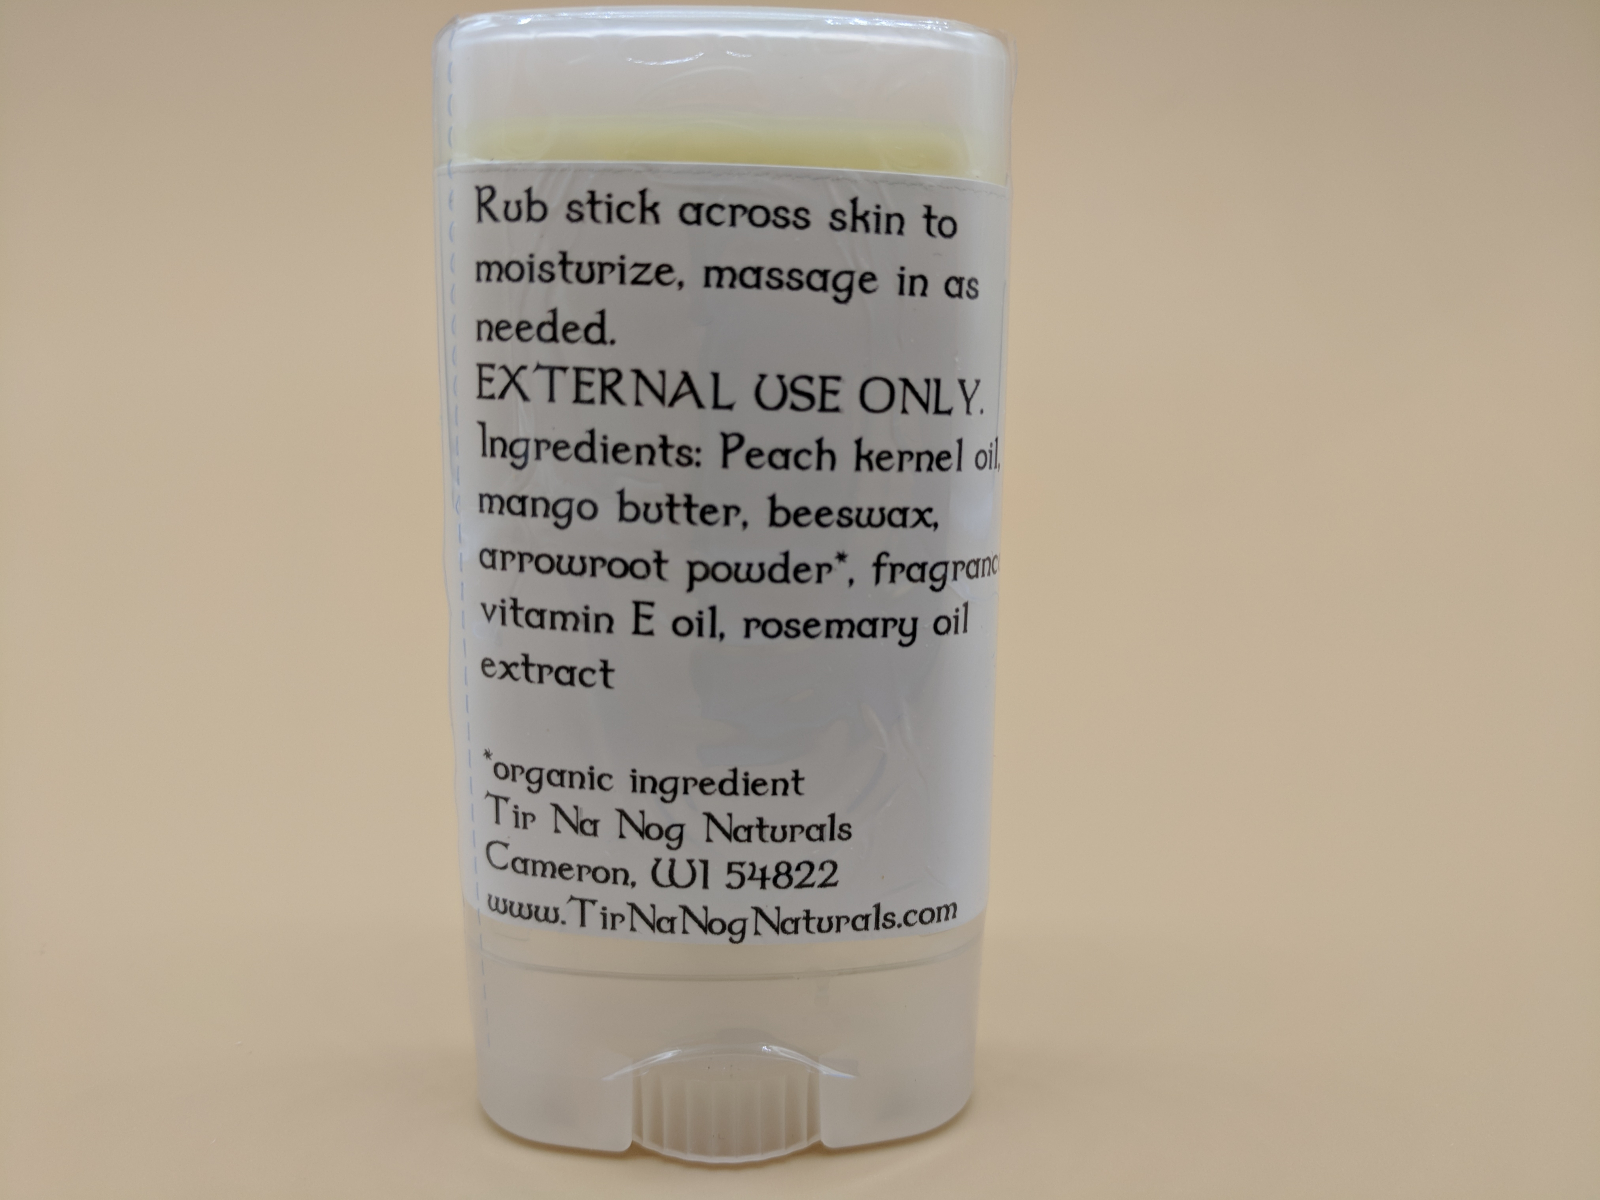 Rub stick across skin to
moisturize, massage in as
needed.
EXTERNAL USE ONLY.
Ingredients: Peach kernel oil,
mango butter, beeswax,
arrowroot powder*, fragranc
vitamin E oil, rosemary oil
extract
*organic ingredient
Tir Na Nog Naturals
Cameron, WI 54822
www.TirNaNogNaturals.com